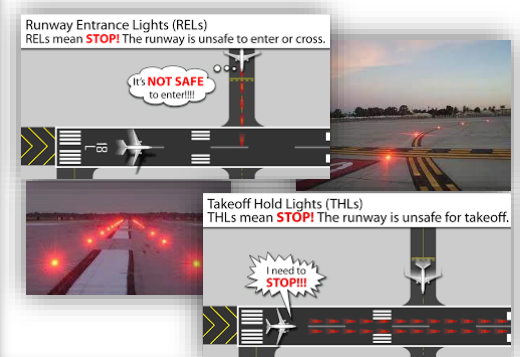 Runway Entrance Lights (RELs)
RELs mean STOP! The runway is unsafe to enter or cross.
It's NOT SAFE
to enter!!!!
18
L
Takeoff Hold Lights (THLs)
THLs mean STOP! The runway is unsafe for takeoff.
I need to
STOP!!!